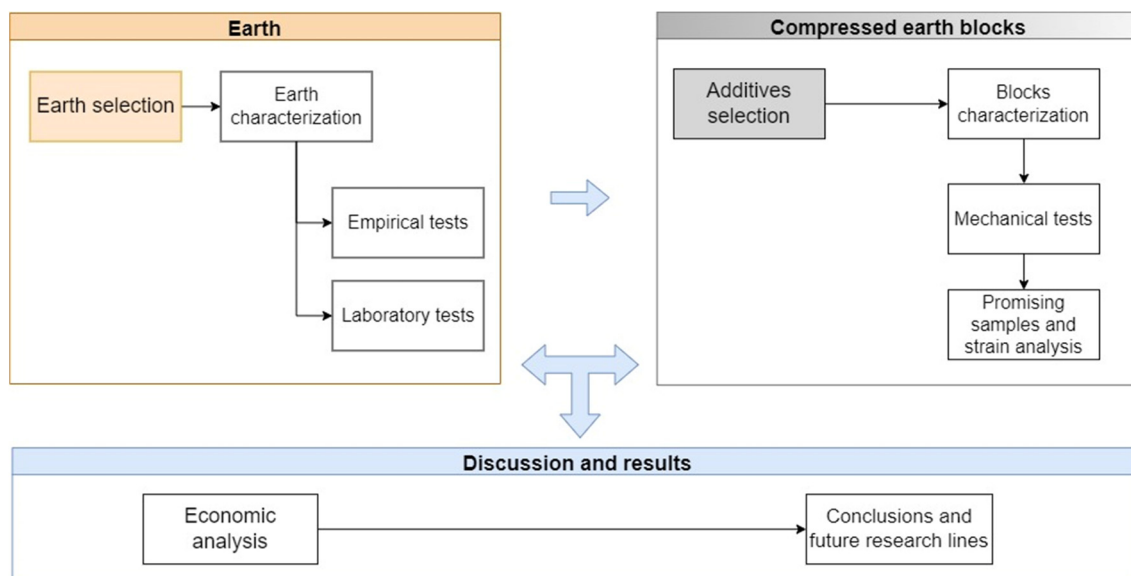 Earth
Earth selection
Earth
characterization
Empirical tests
Laboratory tests
Compressed earth blocks
Additives
selection
Blocks
characterization
Mechanical tests
Promising
samples and
strain analysis
Discussion and results
Economic
analysis
Conclusions and
future research lines